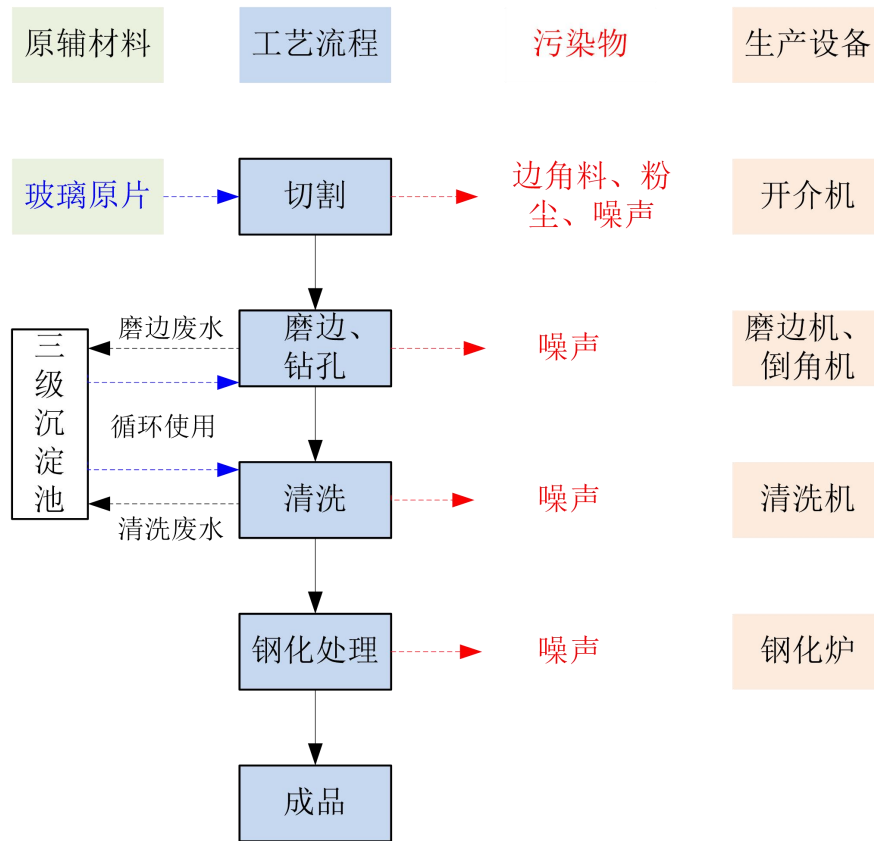 原辅材料
工艺流程
污染物
生产设备
玻璃原片
切割
边角料、粉
尘、噪声
开介机
磨边废水
磨边、
钻孔
噪声
磨边机、
倒角机
三
级
沉
淀
池
循环使用
清洗
噪声
清洗机
清洗废水
钢化处理
噪声
钢化炉
成品